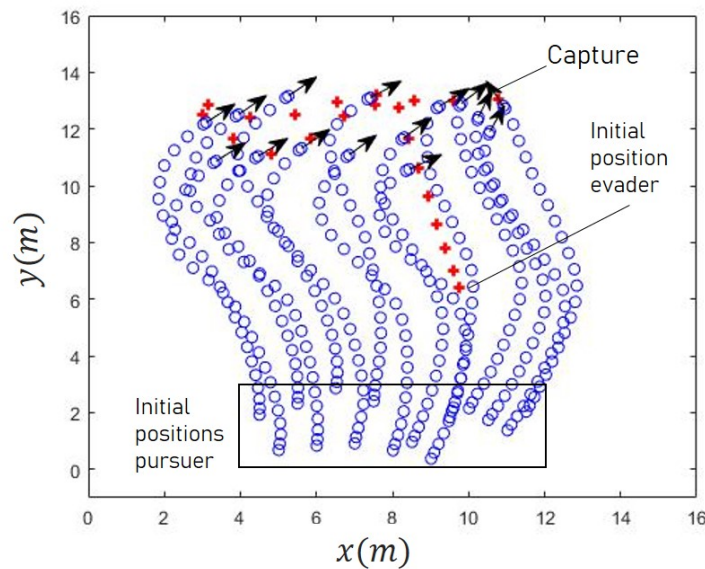 16
14
Capture
12
Initial
position
evader
10
y(m)
8
6
4
Initial
positions
pursuer
2
0
0 2 4 6 8 10 12 14 16
x(m)